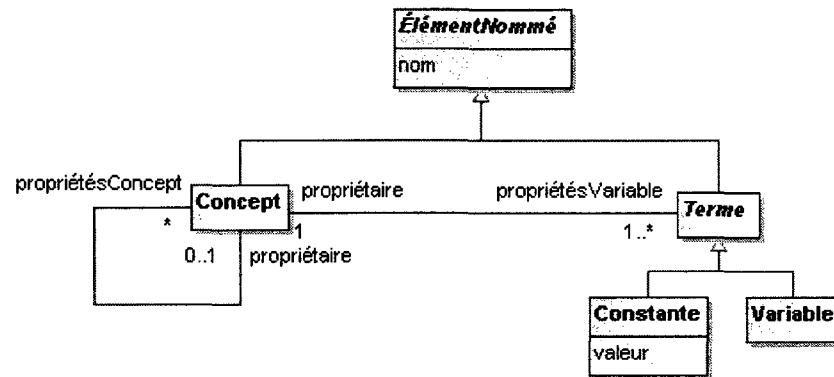 ÉlémentNommé
nom
propriétésConcept
Concept
propriétaire
propriétésVariable
Terme
*
1
1..*
0..1
propriétaire
Constante
Variable
valeur